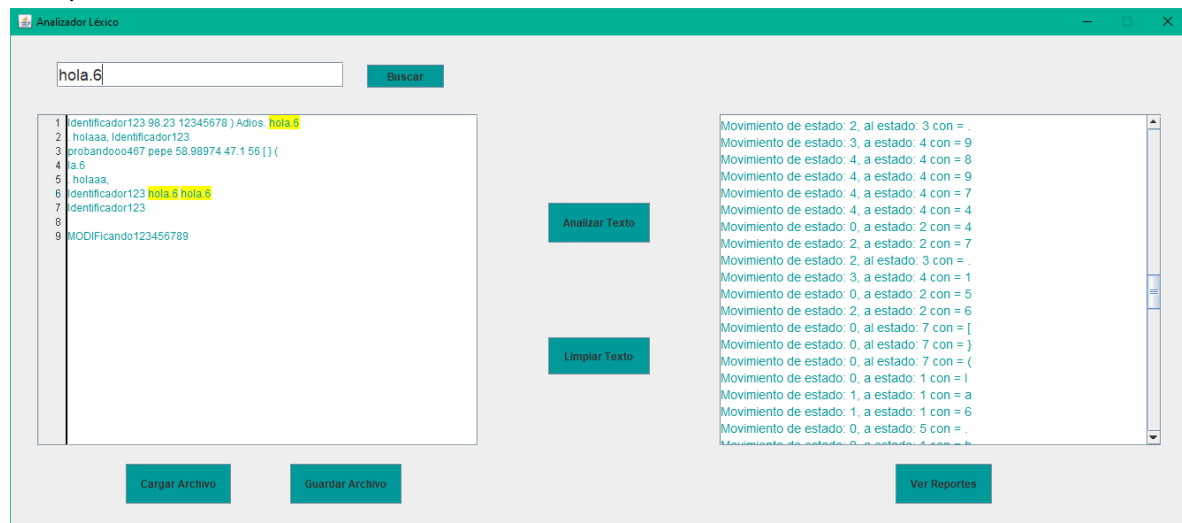 Analizador Léxico
hola.6
Buscar
1 Identificador123 98.23 12345678 ) Adios. hola.6
2 . holaaa, Identificador123
3 probandooo467 pepe 58.98974 47.1 56 [ } (
4 la.6
5 . holaaa,
6 Identificador123 hola.6 hola.6
7 Identificador123
8
9 MODIFicando123456789
Analizar Texto
Limpiar Texto
Movimiento de estado: 2, al estado: 3 con = .
Movimiento de estado: 3, a estado: 4 con = 9
Movimiento de estado: 4, a estado: 4 con = 8
Movimiento de estado: 4, a estado: 4 con = 9
Movimiento de estado: 4, a estado: 4 con = 7
Movimiento de estado: 4, a estado: 4 con = 4
Movimiento de estado: 0, a estado: 2 con = 4
Movimiento de estado: 2, a estado: 2 con = 7
Movimiento de estado: 2, al estado: 3 con = .
Movimiento de estado: 3, a estado: 4 con = 1
Movimiento de estado: 0, a estado: 2 con = 5
Movimiento de estado: 2, a estado: 2 con = 6
Movimiento de estado: 0, al estado: 7 con = [
Movimiento de estado: 0, al estado: 7 con = }
Movimiento de estado: 0, al estado: 7 con = (
Movimiento de estado: 0, a estado: 1 con = l
Movimiento de estado: 1, a estado: 1 con = a
Movimiento de estado: 1, a estado: 1 con = 6
Movimiento de estado: 0, a estado: 5 con = .
Cargar Archivo
Guardar Archivo
Ver Reportes